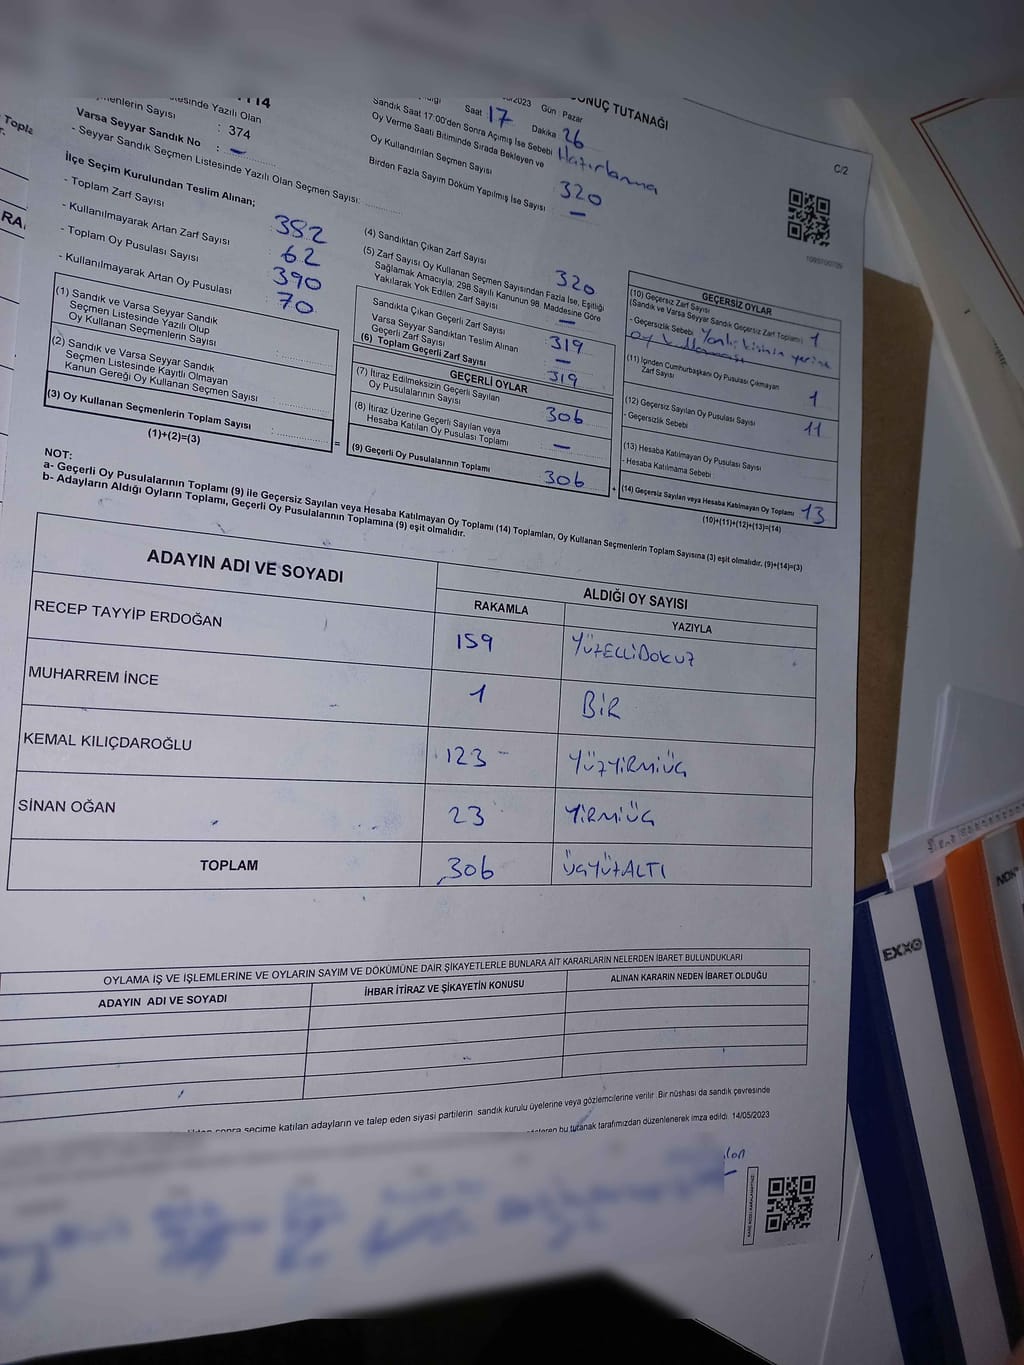 C/2
SONUÇ TUTANAĞI
/2023 Gün Pazar
Saat 17 Dakika 26
Sandık Saat 17:00'den Sonra Açılmış İse Sebebi Hazırlanma
Oy Verme Saati Bitiminde Sırada Bekleyen ve
Oy Kullandırılan Seçmen Sayısı 320
Birden Fazla Sayım Döküm Yapılmış İse Sayısı –
Yazılı Olan
Sayısı : 374
Varsa Seyyar Sandık No : –
- Seyyar Sandık Seçmen Listesinde Yazılı Olan Seçmen Sayısı:
İlçe Seçim Kurulundan Teslim Alınan;
- Toplam Zarf Sayısı 382
- Kullanılmayarak Artan Zarf Sayısı 62
- Toplam Oy Pusulası Sayısı 390
- Kullanılmayarak Artan Oy Pusulası : 70
(1) Sandık ve Varsa Seyyar Sandık
Seçmen Listesinde Yazılı Olup
Oy Kullanan Seçmenlerin Sayısı :
(2) Sandık ve Varsa Seyyar Sandık
Seçmen Listesinde Kayıtlı Olmayan
Kanun Gereği Oy Kullanan Seçmen Sayısı :
(3) Oy Kullanan Seçmenlerin Toplam Sayısı :
(1)+(2)=(3)
(4) Sandıktan Çıkan Zarf Sayısı 320
(5) Zarf Sayısı Oy Kullanan Seçmen Sayısından Fazla İse, Eşitliği
Sağlamak Amacıyla, 298 Sayılı Kanunun 98. Maddesine Göre
Yakılarak Yok Edilen Zarf Sayısı –
Sandıkta Çıkan Geçerli Zarf Sayısı 319
Varsa Seyyar Sandıktan Teslim Alınan
Geçerli Zarf Sayısı –
(6) Toplam Geçerli Zarf Sayısı 319
GEÇERLİ OYLAR
(7) İtiraz Edilmeksizin Geçerli Sayılan
Oy Pusulalarının Sayısı 306
(8) İtiraz Üzerine Geçerli Sayılan veya
Hesaba Katılan Oy Pusulası Toplamı –
= (9) Geçerli Oy Pusulalarının Toplamı 306
GEÇERSİZ OYLAR
(10) Geçersiz Zarf Sayısı
(Sandık ve Varsa Seyyar Sandık Geçersiz Zarf Toplamı) 1
- Geçersizlik Sebebi Yanlış kişinin yerine
oy kullanması
(11) İçinden Cumhurbaşkanı Oy Pusulası Çıkmayan
Zarf Sayısı 1
(12) Geçersiz Sayılan Oy Pusulası Sayısı 11
- Geçersizlik Sebebi
(13) Hesaba Katılmayan Oy Pusulası Sayısı
- Hesaba Katılmama Sebebi
+ (14) Geçersiz Sayılan veya Hesaba Katılmayan Oy Toplamı 13
(10)+(11)+(12)+(13)=(14)
NOT:
a- Geçerli Oy Pusulalarının Toplamı (9) ile Geçersiz Sayılan veya Hesaba Katılmayan Oy Toplamı (14) Toplamları, Oy Kullanan Seçmenlerin Toplam Sayısına (3) eşit olmalıdır. (9)+(14)=(3)
b- Adayların Aldığı Oyların Toplamı, Geçerli Oy Pusulalarının Toplamına (9) eşit olmalıdır.
ADAYIN ADI VE SOYADI
ALDIĞI OY SAYISI
RAKAMLA YAZIYLA
RECEP TAYYİP ERDOĞAN 159 YÜZELLİDOKUZ
MUHARREM İNCE 1 BİR
KEMAL KILIÇDAROĞLU 123 YÜZYİRMİÜÇ
SİNAN OĞAN 23 YİRMİÜÇ
TOPLAM 306 ÜÇYÜZALTI
OYLAMA İŞ VE İŞLEMLERİNE VE OYLARIN SAYIM VE DÖKÜMÜNE DAİR ŞİKAYETLERLE BUNLARA AİT KARARLARIN NELERDEN İBARET BULUNDUKLARI
ADAYIN ADI VE SOYADI İHBAR İTİRAZ VE ŞİKAYETİN KONUSU ALINAN KARARIN NEDEN İBARET OLDUĞU
sonra seçime katılan adayların ve talep eden siyasi partilerin sandık kurulu üyelerine veya gözlemcilerine verilir. Bir nüshası da sandık çevresinde
bu tutanak tarafımızdan düzenlenerek imza edildi. 14/05/2023
EXXO